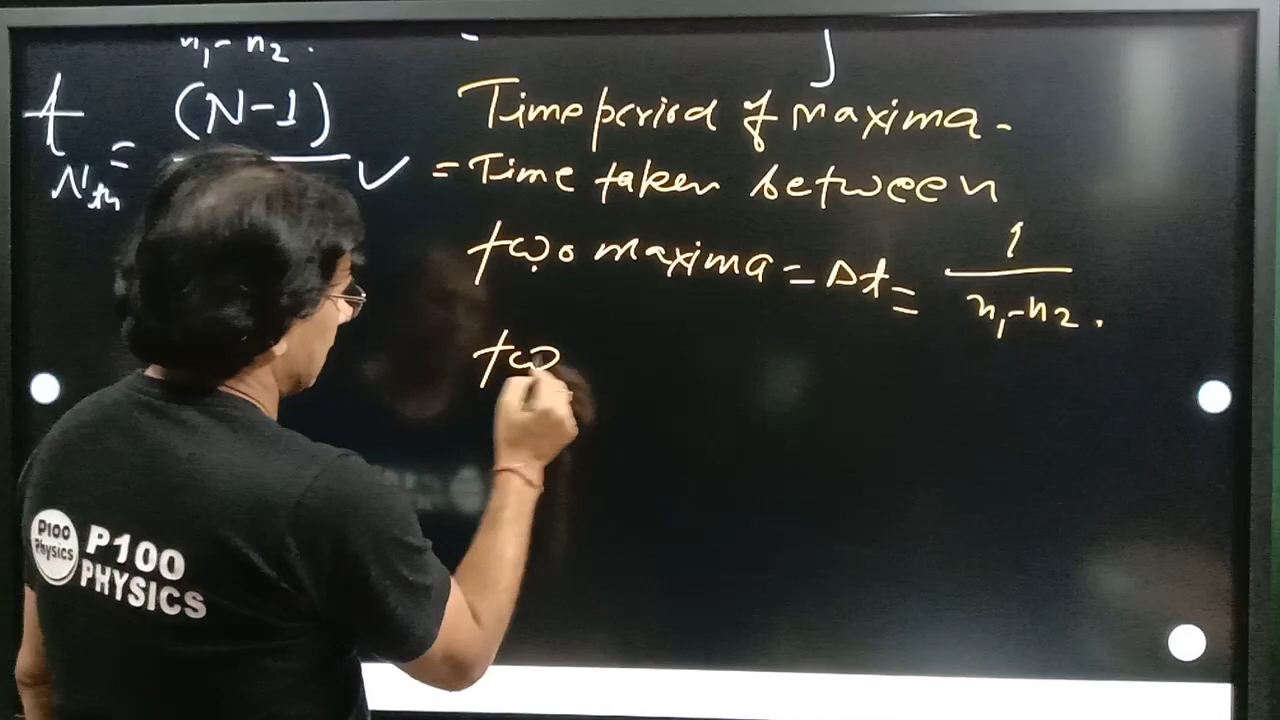 n₁ - n₂.
t N'th = (N-1) ✓
Time period of maxima -
= Time taken between
two maxima = Δt = 1 / n₁-n₂.
two
P100 Physics
P100
PHYSICS